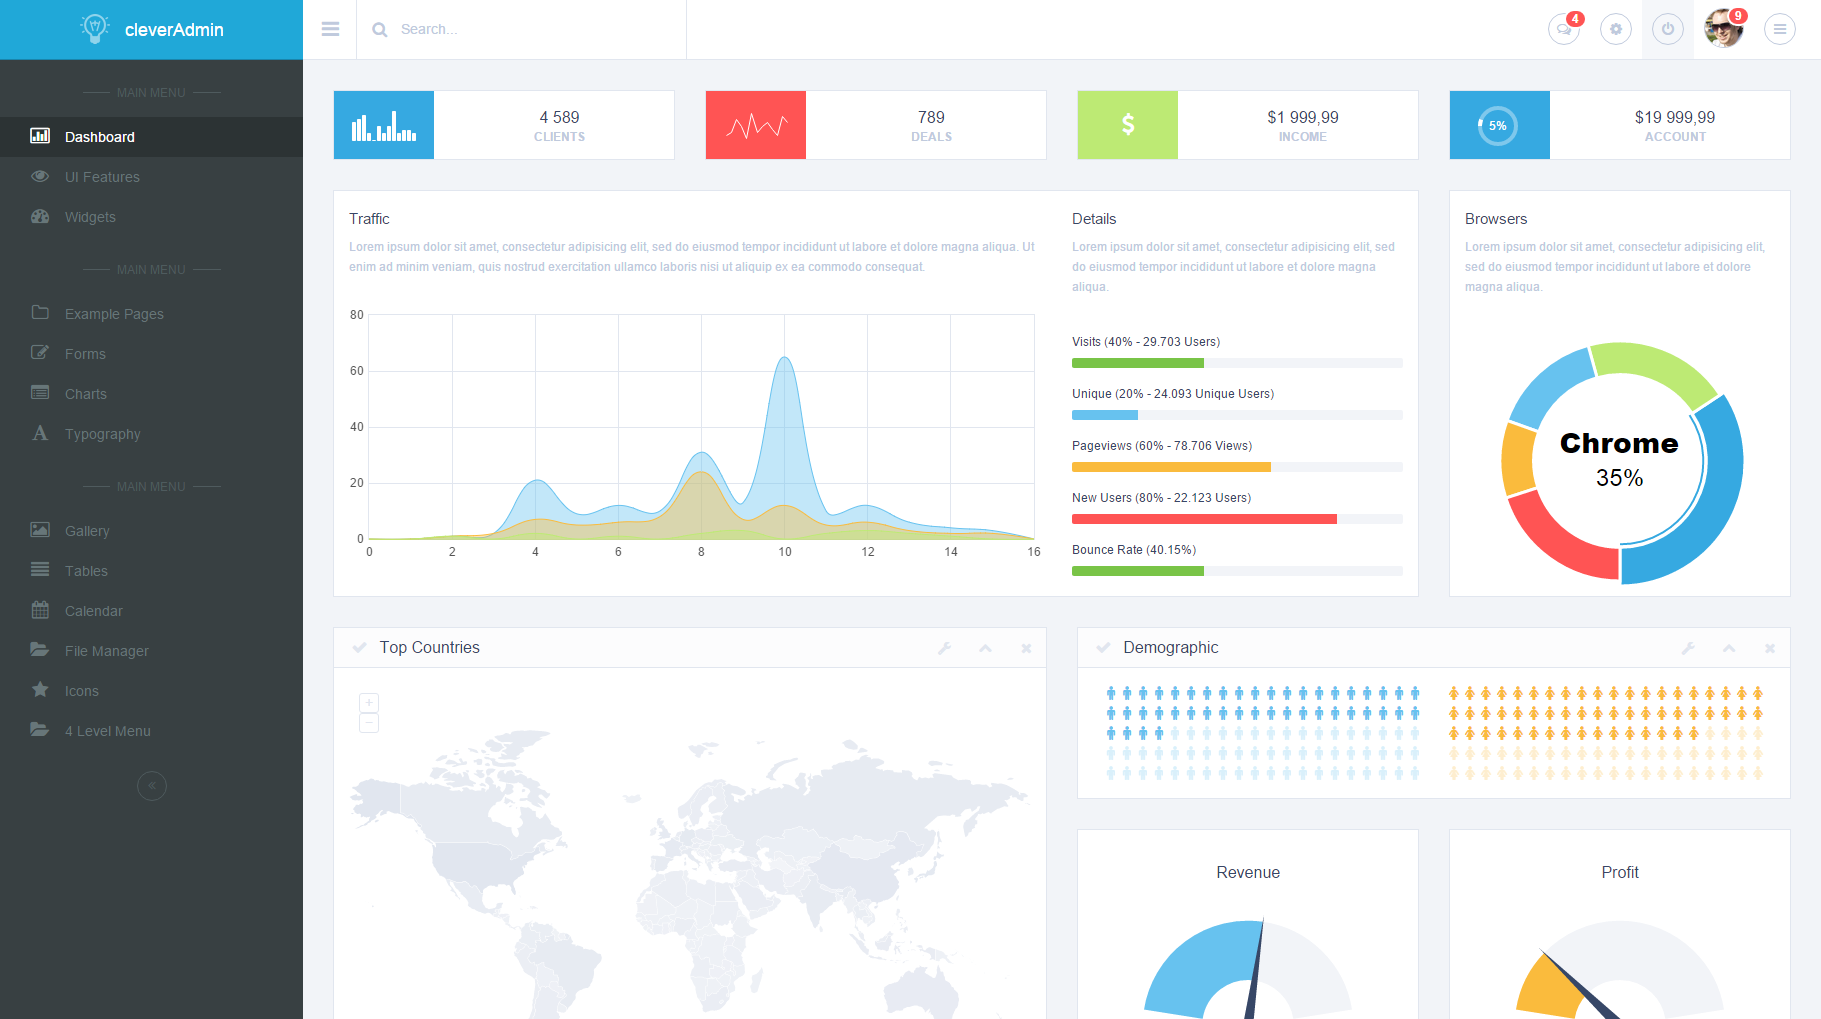 cleverAdmin
Search...
4
9
MAIN MENU
Dashboard
UI Features
Widgets
MAIN MENU
Example Pages
Forms
Charts
Typography
MAIN MENU
Gallery
Tables
Calendar
File Manager
Icons
4 Level Menu
4 589
CLIENTS
789
DEALS
$
$1 999,99
INCOME
5%
$19 999,99
ACCOUNT
Traffic
Lorem ipsum dolor sit amet, consectetur adipisicing elit, sed do eiusmod tempor incididunt ut labore et dolore magna aliqua. Ut
enim ad minim veniam, quis nostrud exercitation ullamco laboris nisi ut aliquip ex ea commodo consequat.
80
60
40
20
0
0 2 4 6 8 10 12 14 16
Details
Lorem ipsum dolor sit amet, consectetur adipisicing elit, sed
do eiusmod tempor incididunt ut labore et dolore magna
aliqua.
Visits (40% - 29.703 Users)
Unique (20% - 24.093 Unique Users)
Pageviews (60% - 78.706 Views)
New Users (80% - 22.123 Users)
Bounce Rate (40.15%)
Browsers
Lorem ipsum dolor sit amet, consectetur adipisicing elit,
sed do eiusmod tempor incididunt ut labore et dolore
magna aliqua.
Chrome
35%
Top Countries
+
−
Demographic
Revenue
Profit